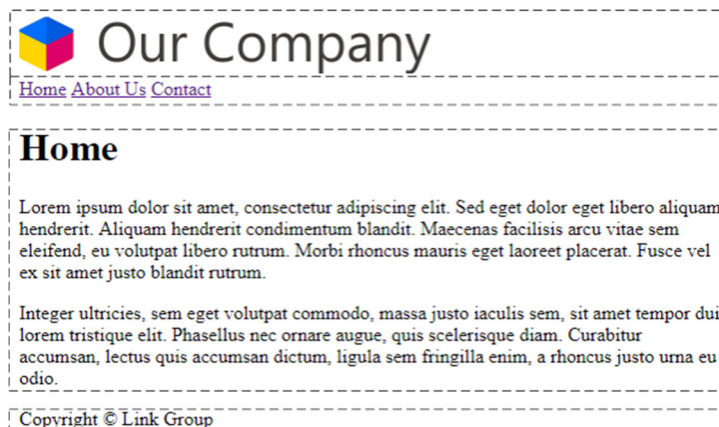 Our Company
Home About Us Contact
Home
Lorem ipsum dolor sit amet, consectetur adipiscing elit. Sed eget dolor eget libero aliquam
hendrerit. Aliquam hendrerit condimentum blandit. Maecenas facilisis arcu vitae sem
eleifend, eu volutpat libero rutrum. Morbi rhoncus mauris eget laoreet placerat. Fusce vel
ex sit amet justo blandit rutrum.
Integer ultricies, sem eget volutpat commodo, massa justo iaculis sem, sit amet tempor dui
lorem tristique elit. Phasellus nec ornare augue, quis scelerisque diam. Curabitur
accumsan, lectus quis accumsan dictum, ligula sem fringilla enim, a rhoncus justo urna eu
odio.
Copyright © Link Group